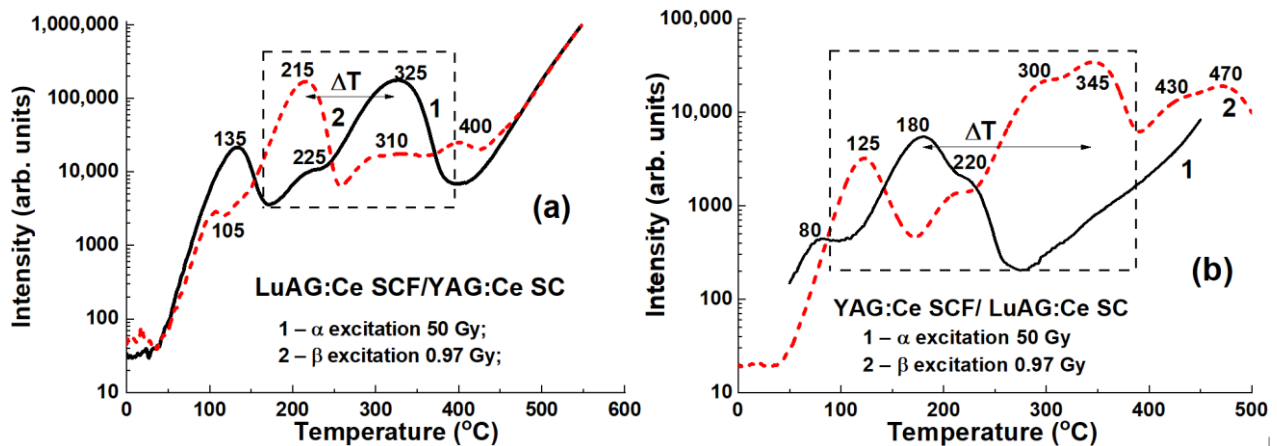 1,000,000
100,000
10,000
1000
100
10
Intensity (arb. units)
0 100 200 300 400 500 600
Temperature (°C)
135
105
215
225
ΔT
2
325
1
310
400
(a)
LuAG:Ce SCF/YAG:Ce SC
1 – α excitation 50 Gy;
2 – β excitation 0.97 Gy;
100,000
10,000
1000
100
10
Intensity (arb. units)
0 100 200 300 400 500
Temperature (°C)
80
125
180
220
ΔT
300
345
430
470
2
1
(b)
YAG:Ce SCF/ LuAG:Ce SC
1 – α excitation 50 Gy
2 – β excitation 0.97 Gy